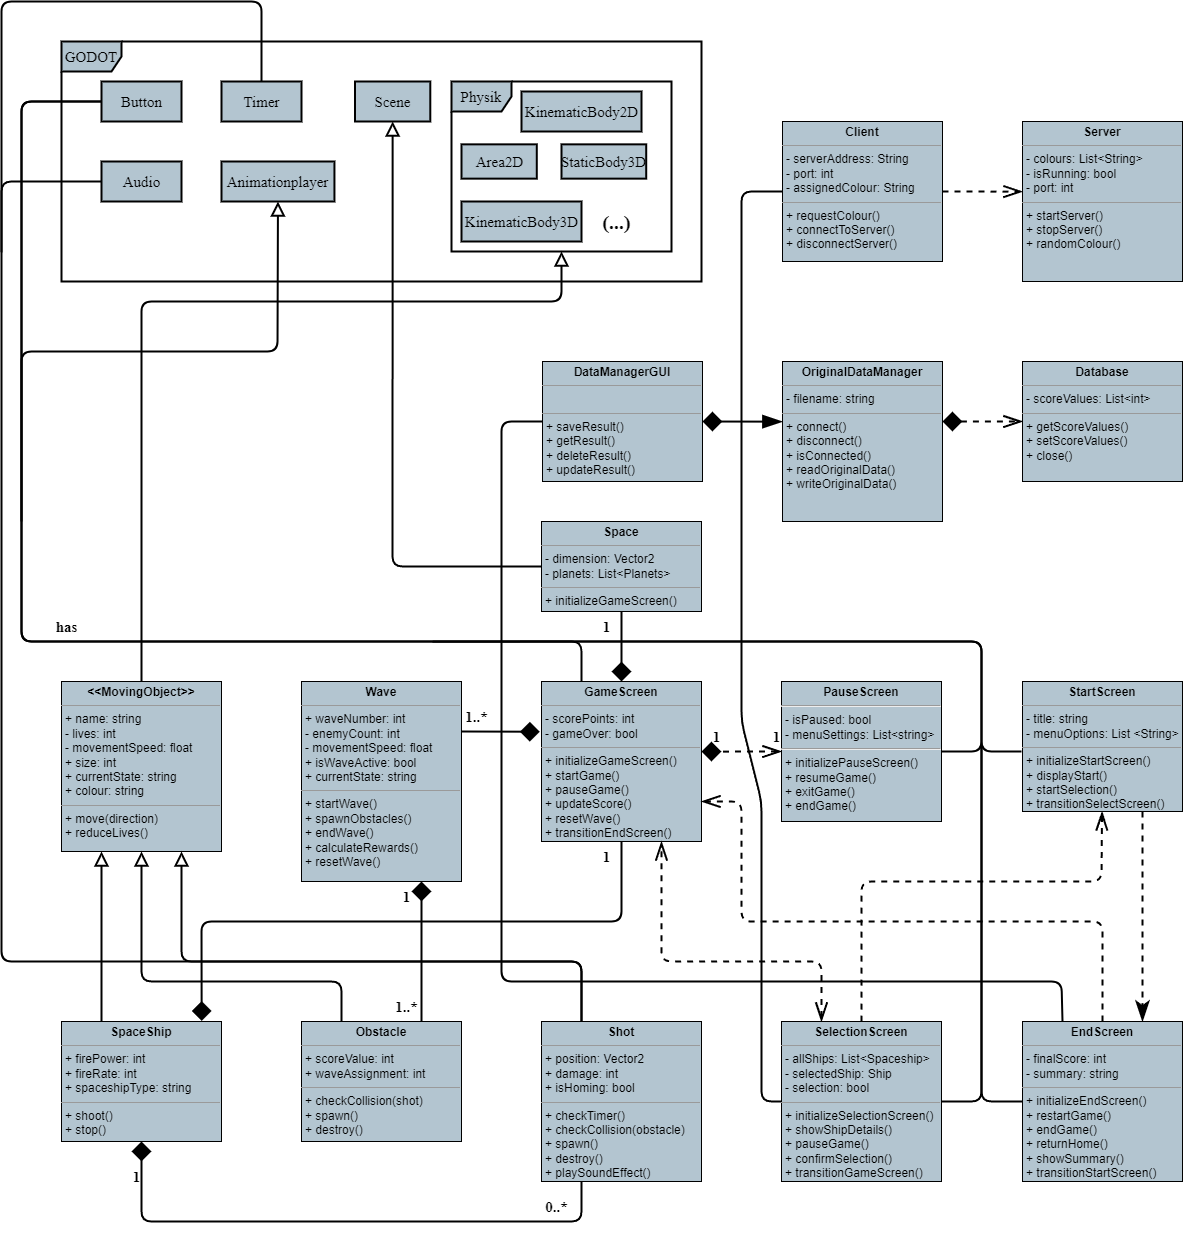 GODOT
Button
Timer
Scene
Physik
KinematicBody2D
Area2D
StaticBody3D
Audio
Animationplayer
KinematicBody3D
(...)
Client
- serverAddress: String
- port: int
- assignedColour: String
+ requestColour()
+ connectToServer()
+ disconnectServer()
Server
- colours: List<String>
- isRunning: bool
- port: int
+ startServer()
+ stopServer()
+ randomColour()
DataManagerGUI
+ saveResult()
+ getResult()
+ deleteResult()
+ updateResult()
OriginalDataManager
- filename: string
+ connect()
+ disconnect()
+ isConnected()
+ readOriginalData()
+ writeOriginalData()
Database
- scoreValues: List<int>
+ getScoreValues()
+ setScoreValues()
+ close()
Space
- dimension: Vector2
- planets: List<Planets>
+ initializeGameScreen()
has
1
<<MovingObject>>
+ name: string
- lives: int
- movementSpeed: float
+ size: int
+ currentState: string
+ colour: string
+ move(direction)
+ reduceLives()
Wave
+ waveNumber: int
- enemyCount: int
- movementSpeed: float
+ isWaveActive: bool
+ currentState: string
+ startWave()
+ spawnObstacles()
+ endWave()
+ calculateRewards()
+ resetWave()
1..*
GameScreen
- scorePoints: int
- gameOver: bool
+ initializeGameScreen()
+ startGame()
+ pauseGame()
+ updateScore()
+ resetWave()
+ transitionEndScreen()
1
1
PauseScreen
- isPaused: bool
- menuSettings: List<string>
+ initializePauseScreen()
+ resumeGame()
+ exitGame()
+ endGame()
StartScreen
- title: string
- menuOptions: List <String>
+ initializeStartScreen()
+ displayStart()
+ startSelection()
+ transitionSelectScreen()
1
1
1..*
SpaceShip
+ firePower: int
+ fireRate: int
+ spaceshipType: string
+ shoot()
+ stop()
Obstacle
+ scoreValue: int
+ waveAssignment: int
+ checkCollision(shot)
+ spawn()
+ destroy()
Shot
+ position: Vector2
+ damage: int
+ isHoming: bool
+ checkTimer()
+ checkCollision(obstacle)
+ spawn()
+ destroy()
+ playSoundEffect()
SelectionScreen
- allShips: List<Spaceship>
- selectedShip: Ship
- selection: bool
+ initializeSelectionScreen()
+ showShipDetails()
+ pauseGame()
+ confirmSelection()
+ transitionGameScreen()
EndScreen
- finalScore: int
- summary: string
+ initializeEndScreen()
+ restartGame()
+ endGame()
+ returnHome()
+ showSummary()
+ transitionStartScreen()
1
0..*